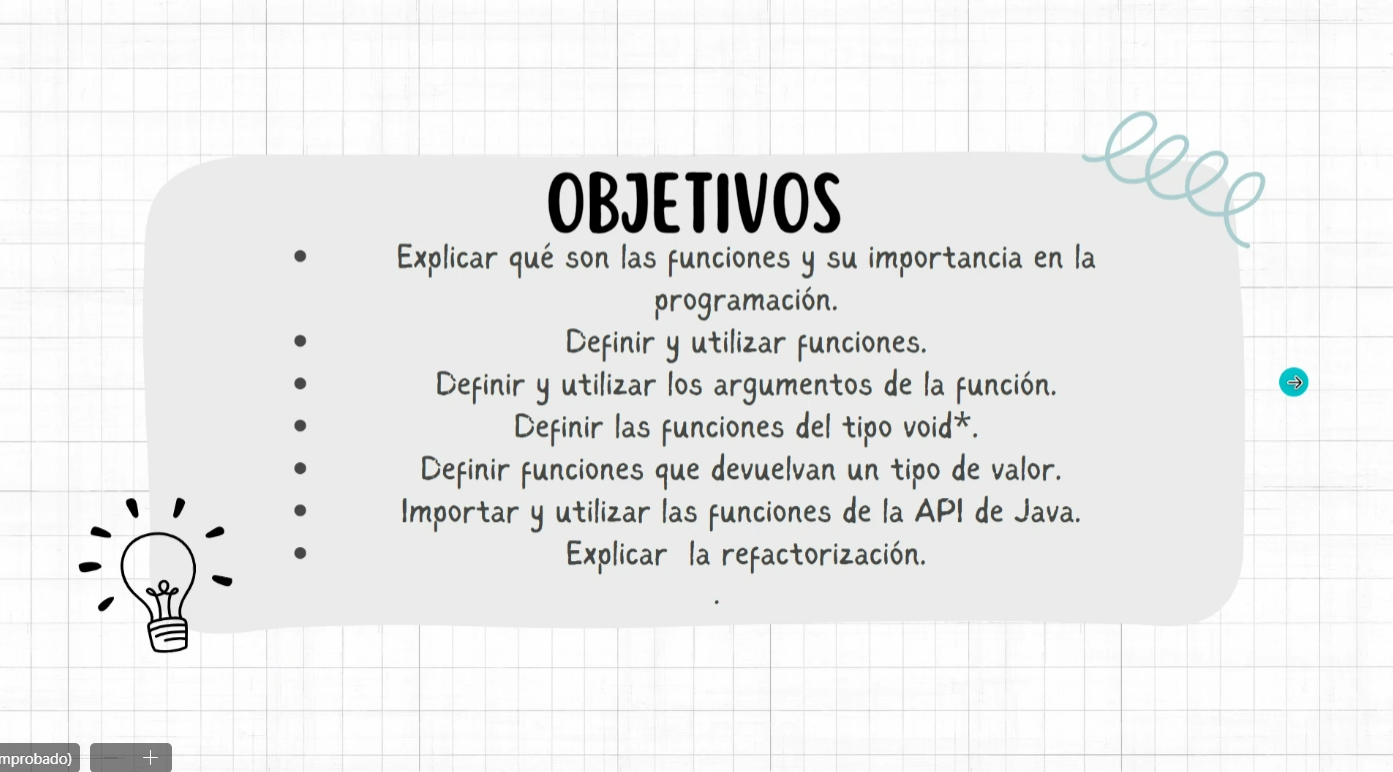 OBJETIVOS
• Explicar qué son las funciones y su importancia en la
programación.
• Definir y utilizar funciones.
• Definir y utilizar los argumentos de la función.
• Definir las funciones del tipo void*.
• Definir funciones que devuelvan un tipo de valor.
• Importar y utilizar las funciones de la API de Java.
• Explicar la refactorización.
.
mprobado)